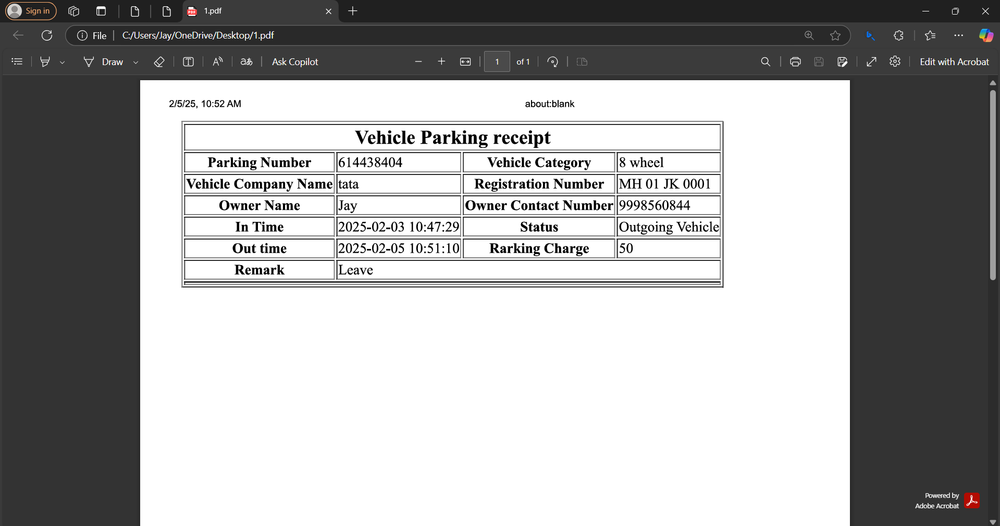 Sign in
1.pdf
File C:/Users/Jay/OneDrive/Desktop/1.pdf
Draw aあ Ask Copilot 1 of 1 Edit with Acrobat
2/5/25, 10:52 AM about:blank
Vehicle Parking receipt
Parking Number 614438404 Vehicle Category 8 wheel
Vehicle Company Name tata Registration Number MH 01 JK 0001
Owner Name Jay Owner Contact Number 9998560844
In Time 2025-02-03 10:47:29 Status Outgoing Vehicle
Out time 2025-02-05 10:51:10 Rarking Charge 50
Remark Leave
Powered by
Adobe Acrobat